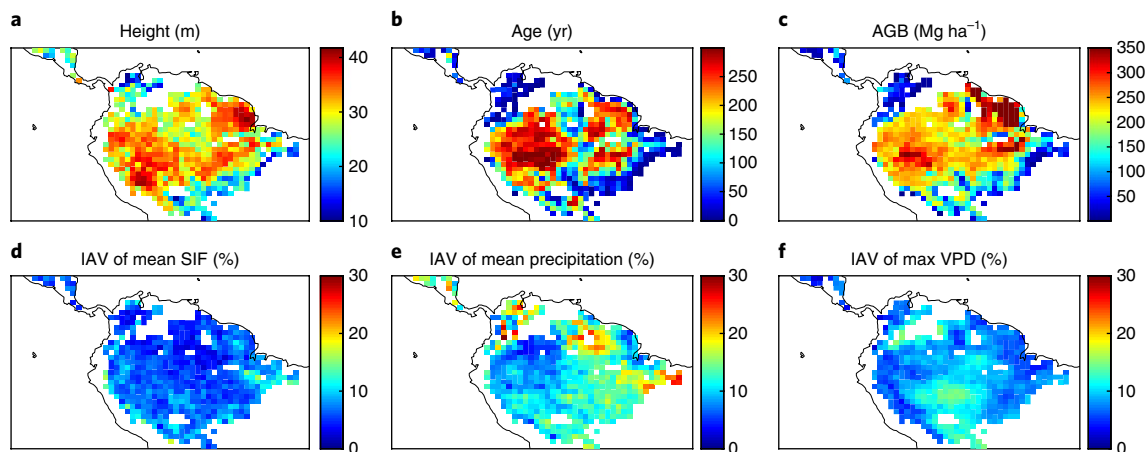 a
Height (m)
40
30
20
10
b
Age (yr)
250
200
150
100
50
0
c
AGB (Mg ha⁻¹)
350
300
250
200
150
100
50
d
IAV of mean SIF (%)
30
20
10
0
e
IAV of mean precipitation (%)
30
20
10
0
f
IAV of max VPD (%)
30
20
10
0